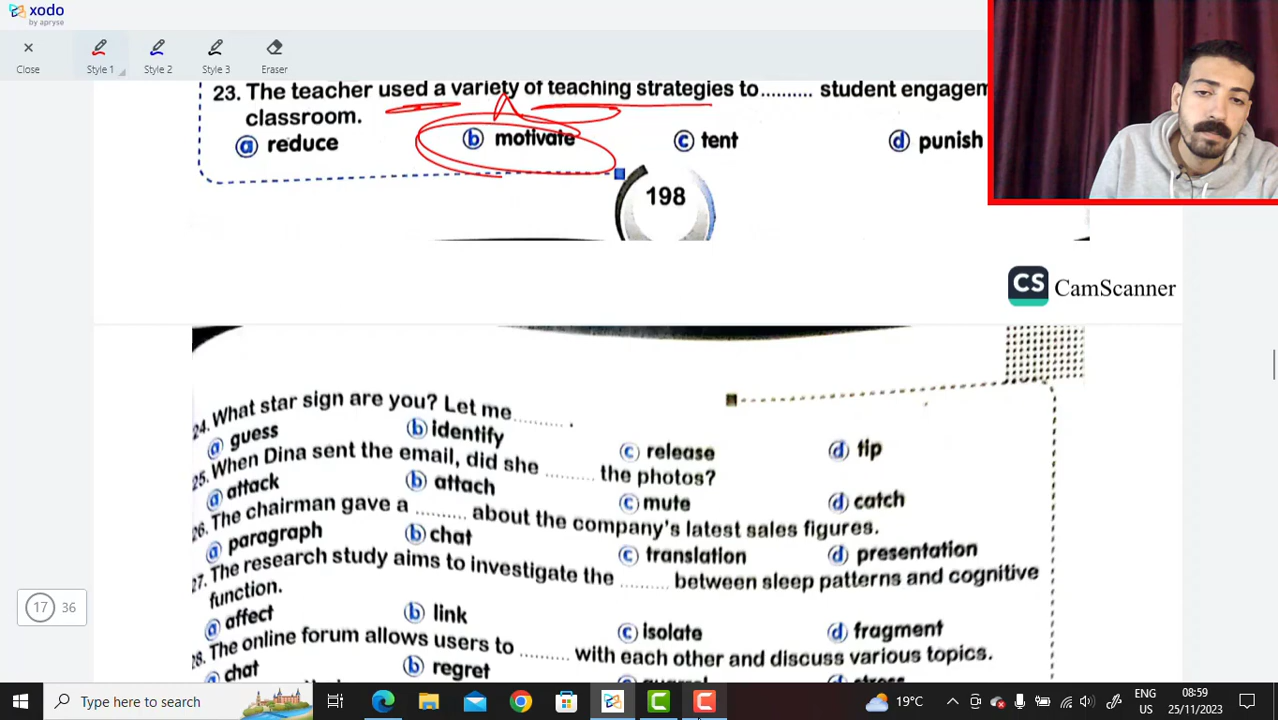 xodo
by apryse
Close
Style 1
Style 2
Style 3
Eraser
23. The teacher used a variety of teaching strategies to.......... student engagem
classroom.
a reduce
b motivate
c tent
d punish
198
CS CamScanner
24. What star sign are you? Let me.......... .
a guess
b identify
c release
d tip
25. When Dina sent the email, did she ......... the photos?
a attack
b attach
c mute
d catch
26. The chairman gave a ......... about the company's latest sales figures.
a paragraph
b chat
c translation
d presentation
27. The research study aims to investigate the ......... between sleep patterns and cognitive
function.
a affect
b link
c isolate
d fragment
28. The online forum allows users to ......... with each other and discuss various topics.
a chat
b regret
17 36
Type here to search
19°C
ENG
US
08:59
25/11/2023